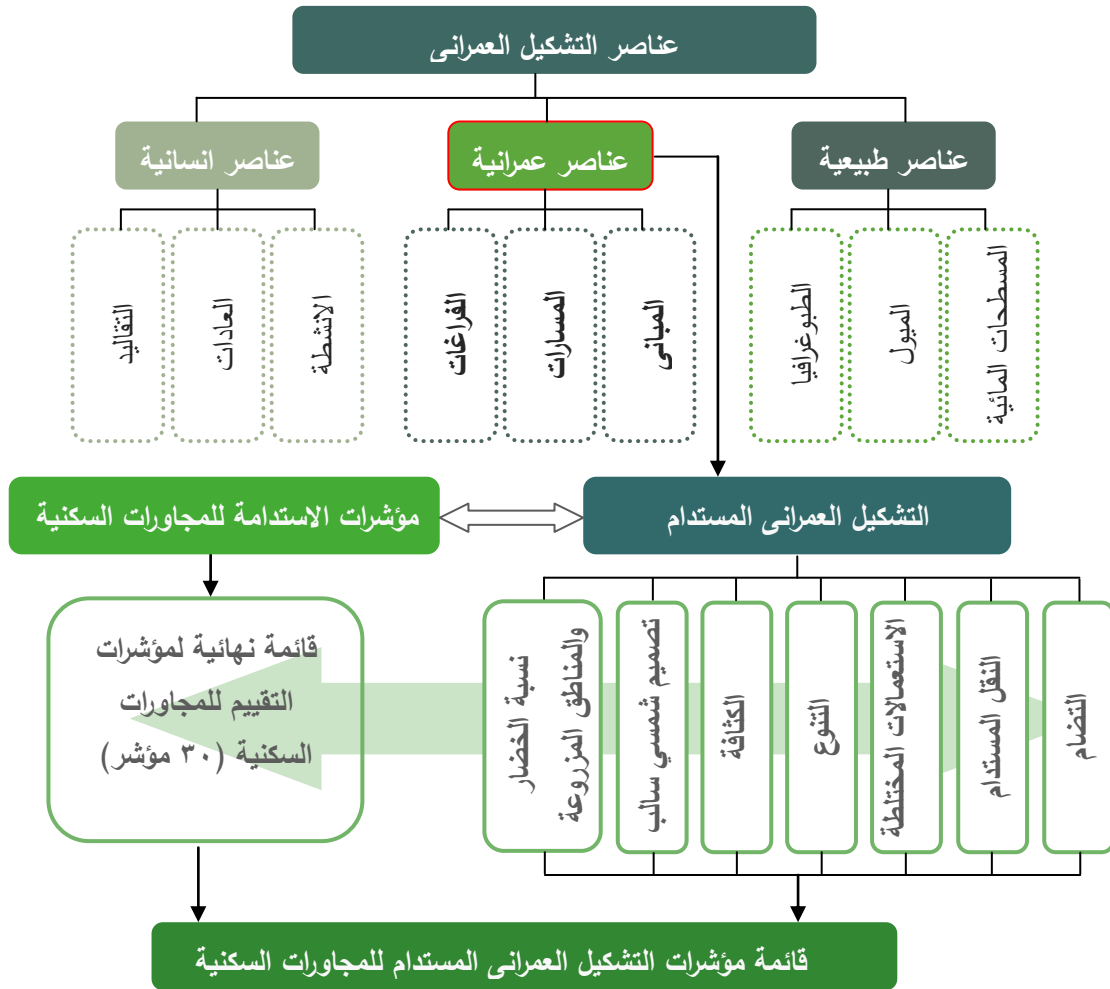 عناصر التشكيل العمرانى
عناصر طبيعية
عناصر عمرانية
عناصر انسانية
المسطحات المائية
الميول
الطبوغرافيا
المبانى
المسارات
الفراغات
الانشطة
العادات
التقاليد
التشكيل العمرانى المستدام
مؤشرات الاستدامة للمجاورات السكنية
التضام
النقل المستدام
الاستعمالات المختلطة
التنوع
الكثافة
تصميم شمسي سالب
نسبة الخضار
والمناطق المزروعة
قائمة نهائية لمؤشرات
التقييم للمجاورات
السكنية (٣٠ مؤشر)
قائمة مؤشرات التشكيل العمرانى المستدام للمجاورات السكنية